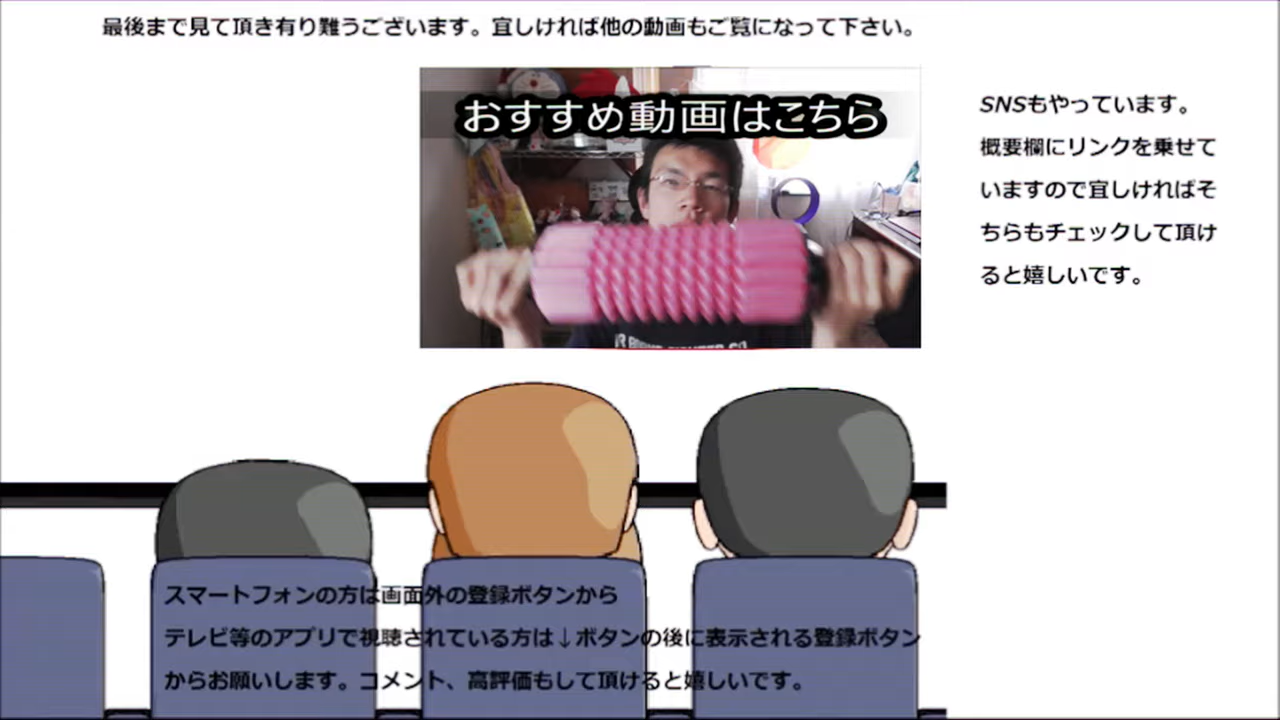 最後まで見て頂き有り難うございます。宜しければ他の動画もご覧になって下さい。
おすすめ動画はこちら
SNSもやっています。
概要欄にリンクを乗せて
いますので宜しければそ
ちらもチェックして頂け
ると嬉しいです。
スマートフォンの方は画面外の登録ボタンから
テレビ等のアプリで視聴されている方は↓ボタンの後に表示される登録ボタン
からお願いします。コメント、高評価もして頂けると嬉しいです。